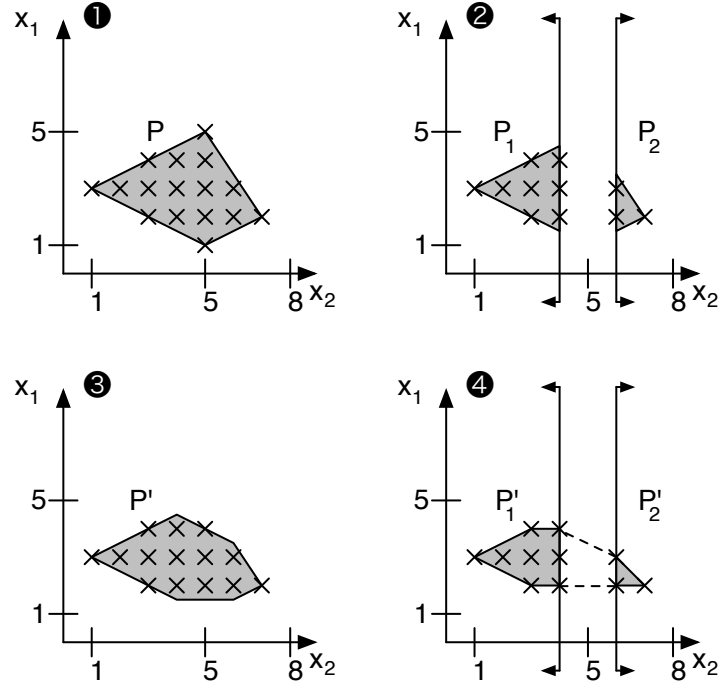 x₁ ❶
5
P
1
1 5 8 x₂
x₁ ❷
5
P₁ P₂
1
1 5 8 x₂
x₁ ❸
5
P'
1
1 5 8 x₂
x₁ ❹
5
P'₁ P'₂
1
1 5 8 x₂